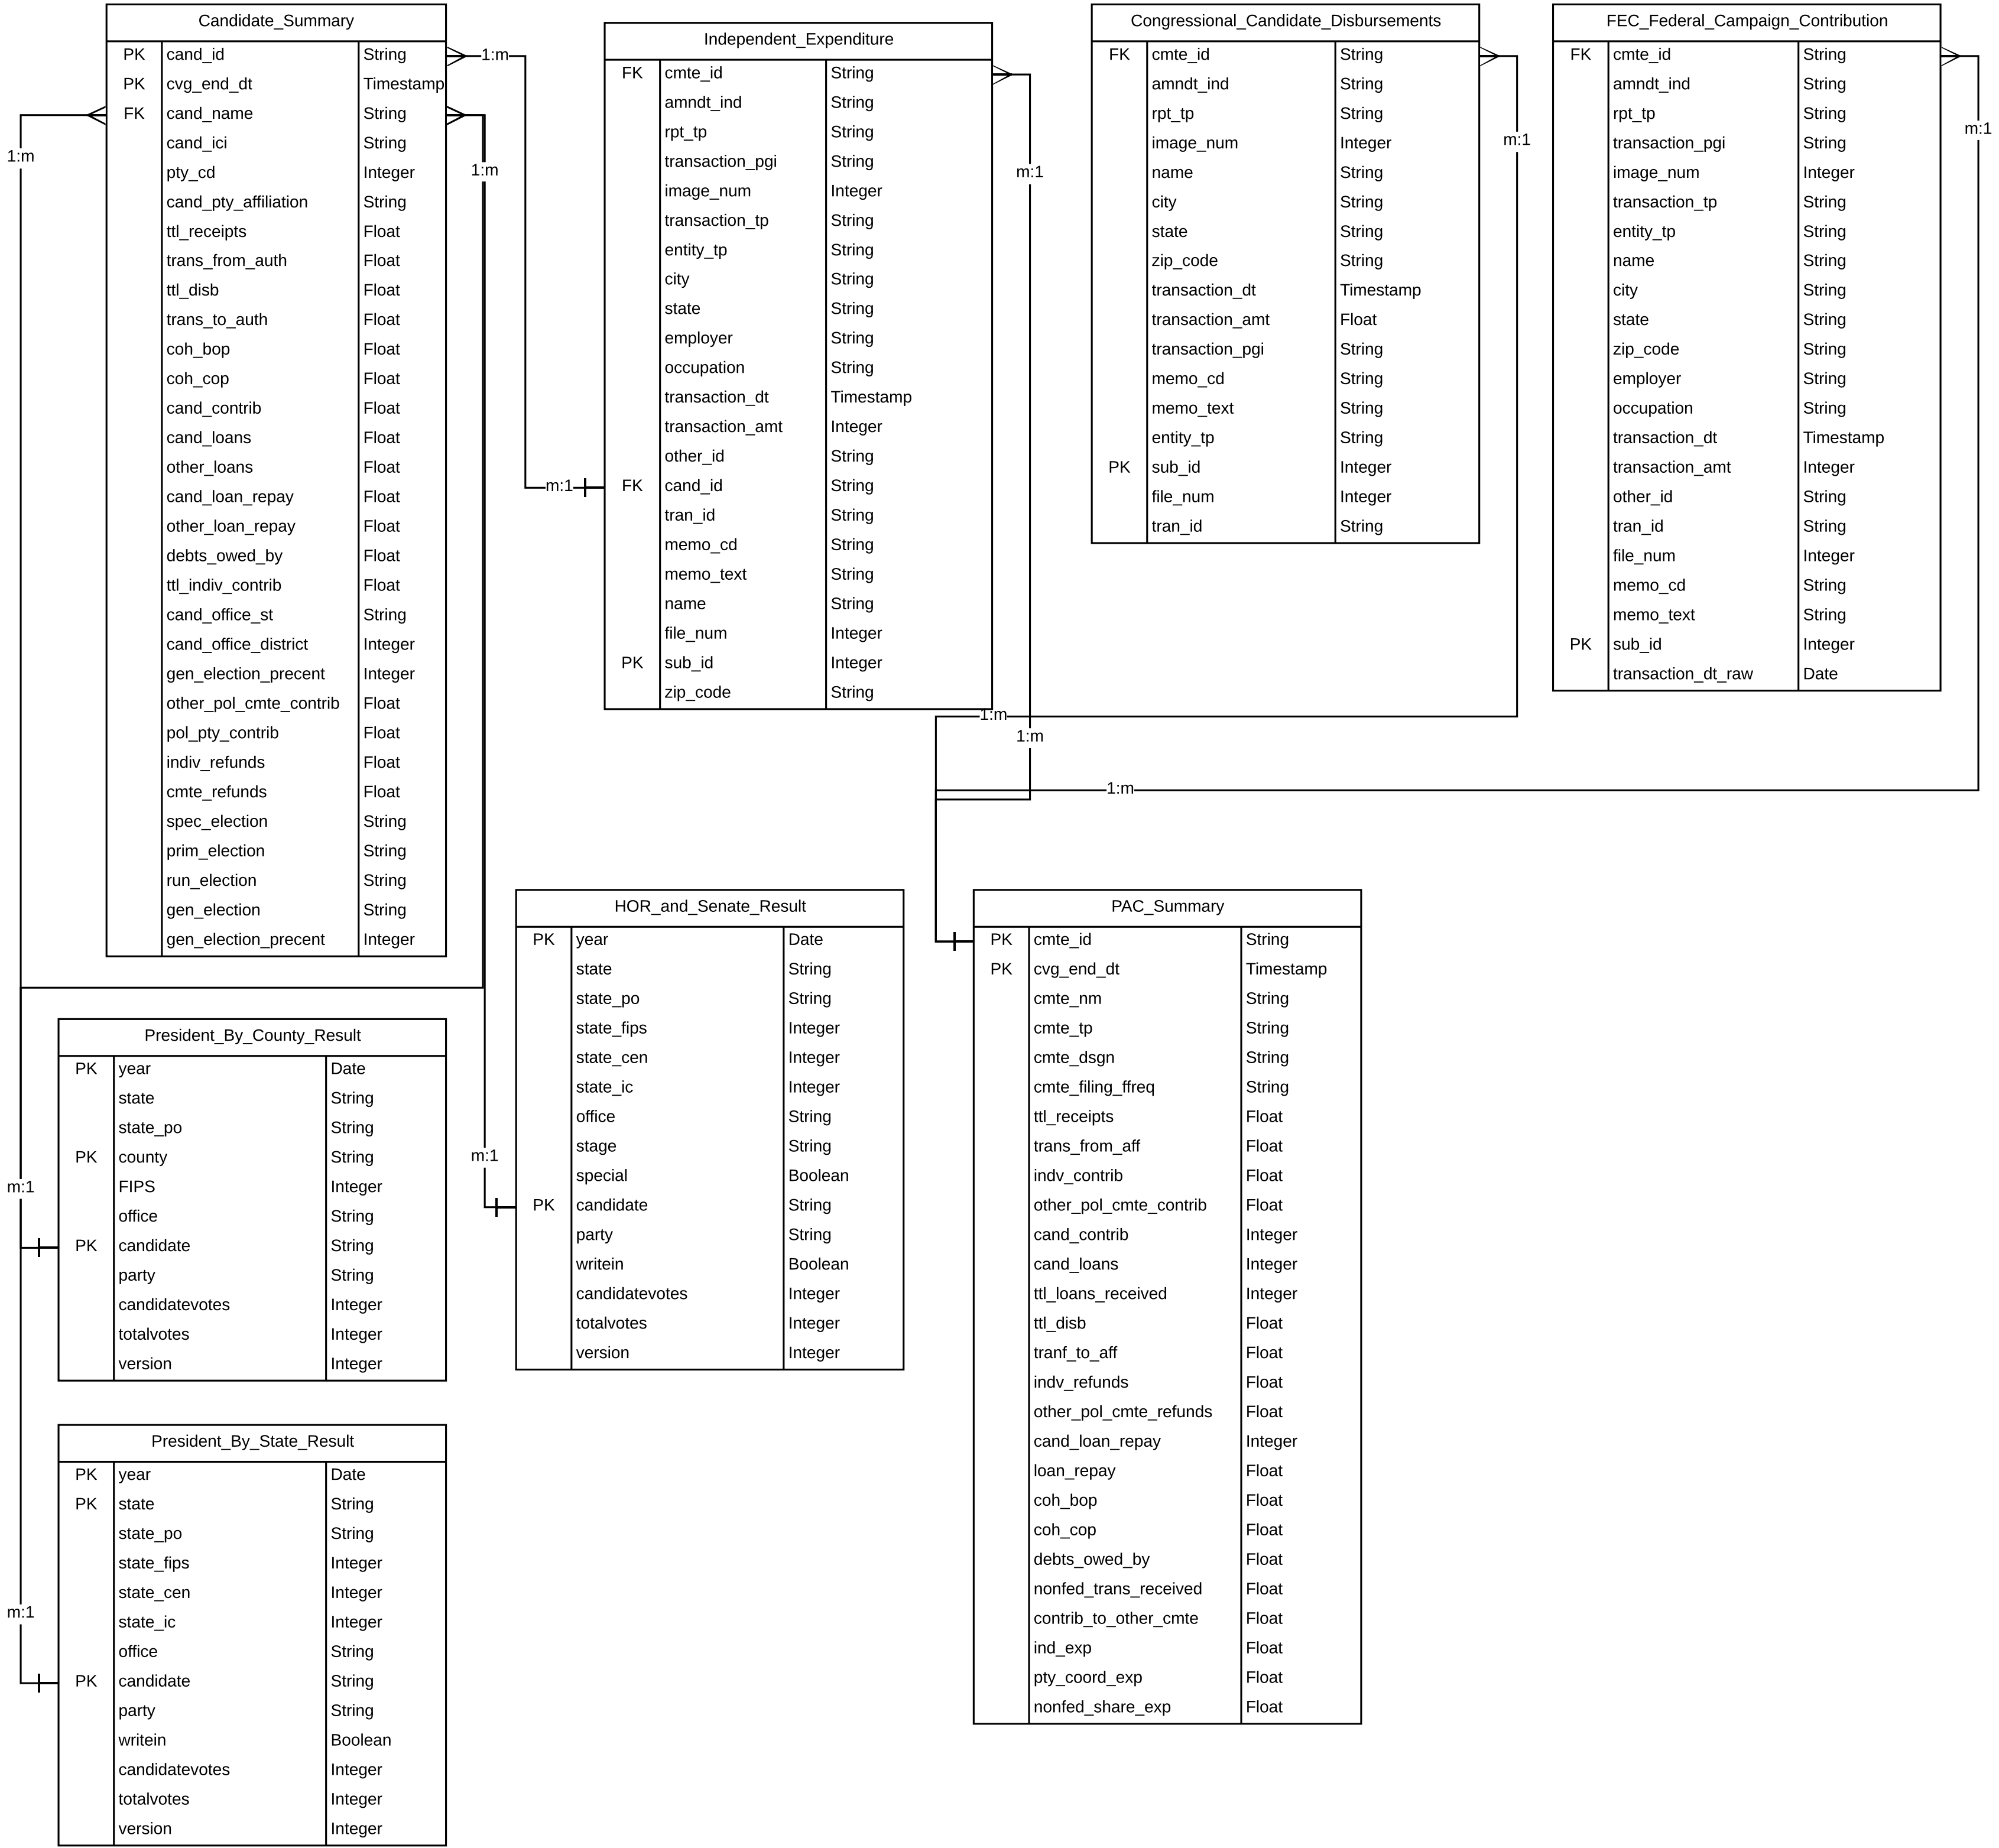 Candidate_Summary
PK cand_id String
PK cvg_end_dt Timestamp
FK cand_name String
cand_ici String
pty_cd Integer
cand_pty_affiliation String
ttl_receipts Float
trans_from_auth Float
ttl_disb Float
trans_to_auth Float
coh_bop Float
coh_cop Float
cand_contrib Float
cand_loans Float
other_loans Float
cand_loan_repay Float
other_loan_repay Float
debts_owed_by Float
ttl_indiv_contrib Float
cand_office_st String
cand_office_district Integer
gen_election_precent Integer
other_pol_cmte_contrib Float
pol_pty_contrib Float
indiv_refunds Float
cmte_refunds Float
spec_election String
prim_election String
run_election String
gen_election String
gen_election_precent Integer
1:m
1:m
1:m
m:1
Independent_Expenditure
FK cmte_id String
amndt_ind String
rpt_tp String
transaction_pgi String
image_num Integer
transaction_tp String
entity_tp String
city String
state String
employer String
occupation String
transaction_dt Timestamp
transaction_amt Integer
other_id String
FK cand_id String
tran_id String
memo_cd String
memo_text String
name String
file_num Integer
PK sub_id Integer
zip_code String
m:1
Congressional_Candidate_Disbursements
FK cmte_id String
amndt_ind String
rpt_tp String
image_num Integer
name String
city String
state String
zip_code String
transaction_dt Timestamp
transaction_amt Float
transaction_pgi String
memo_cd String
memo_text String
entity_tp String
PK sub_id Integer
file_num Integer
tran_id String
m:1
FEC_Federal_Campaign_Contribution
FK cmte_id String
amndt_ind String
rpt_tp String
transaction_pgi String
image_num Integer
transaction_tp String
entity_tp String
name String
city String
state String
zip_code String
employer String
occupation String
transaction_dt Timestamp
transaction_amt Integer
other_id String
tran_id String
file_num Integer
memo_cd String
memo_text String
PK sub_id Integer
transaction_dt_raw Date
m:1
1:m
1:m
1:m
President_By_County_Result
PK year Date
state String
state_po String
PK county String
FIPS Integer
office String
PK candidate String
party String
candidatevotes Integer
totalvotes Integer
version Integer
m:1
m:1
HOR_and_Senate_Result
PK year Date
state String
state_po String
state_fips Integer
state_cen Integer
state_ic Integer
office String
stage String
special Boolean
PK candidate String
party String
writein Boolean
candidatevotes Integer
totalvotes Integer
version Integer
PAC_Summary
PK cmte_id String
PK cvg_end_dt Timestamp
cmte_nm String
cmte_tp String
cmte_dsgn String
cmte_filing_ffreq String
ttl_receipts Float
trans_from_aff Float
indv_contrib Float
other_pol_cmte_contrib Float
cand_contrib Integer
cand_loans Integer
ttl_loans_received Integer
ttl_disb Float
tranf_to_aff Float
indv_refunds Float
other_pol_cmte_refunds Float
cand_loan_repay Integer
loan_repay Float
coh_bop Float
coh_cop Float
debts_owed_by Float
nonfed_trans_received Float
contrib_to_other_cmte Float
ind_exp Float
pty_coord_exp Float
nonfed_share_exp Float
President_By_State_Result
PK year Date
PK state String
state_po String
state_fips Integer
state_cen Integer
state_ic Integer
office String
PK candidate String
party String
writein Boolean
candidatevotes Integer
totalvotes Integer
version Integer
m:1